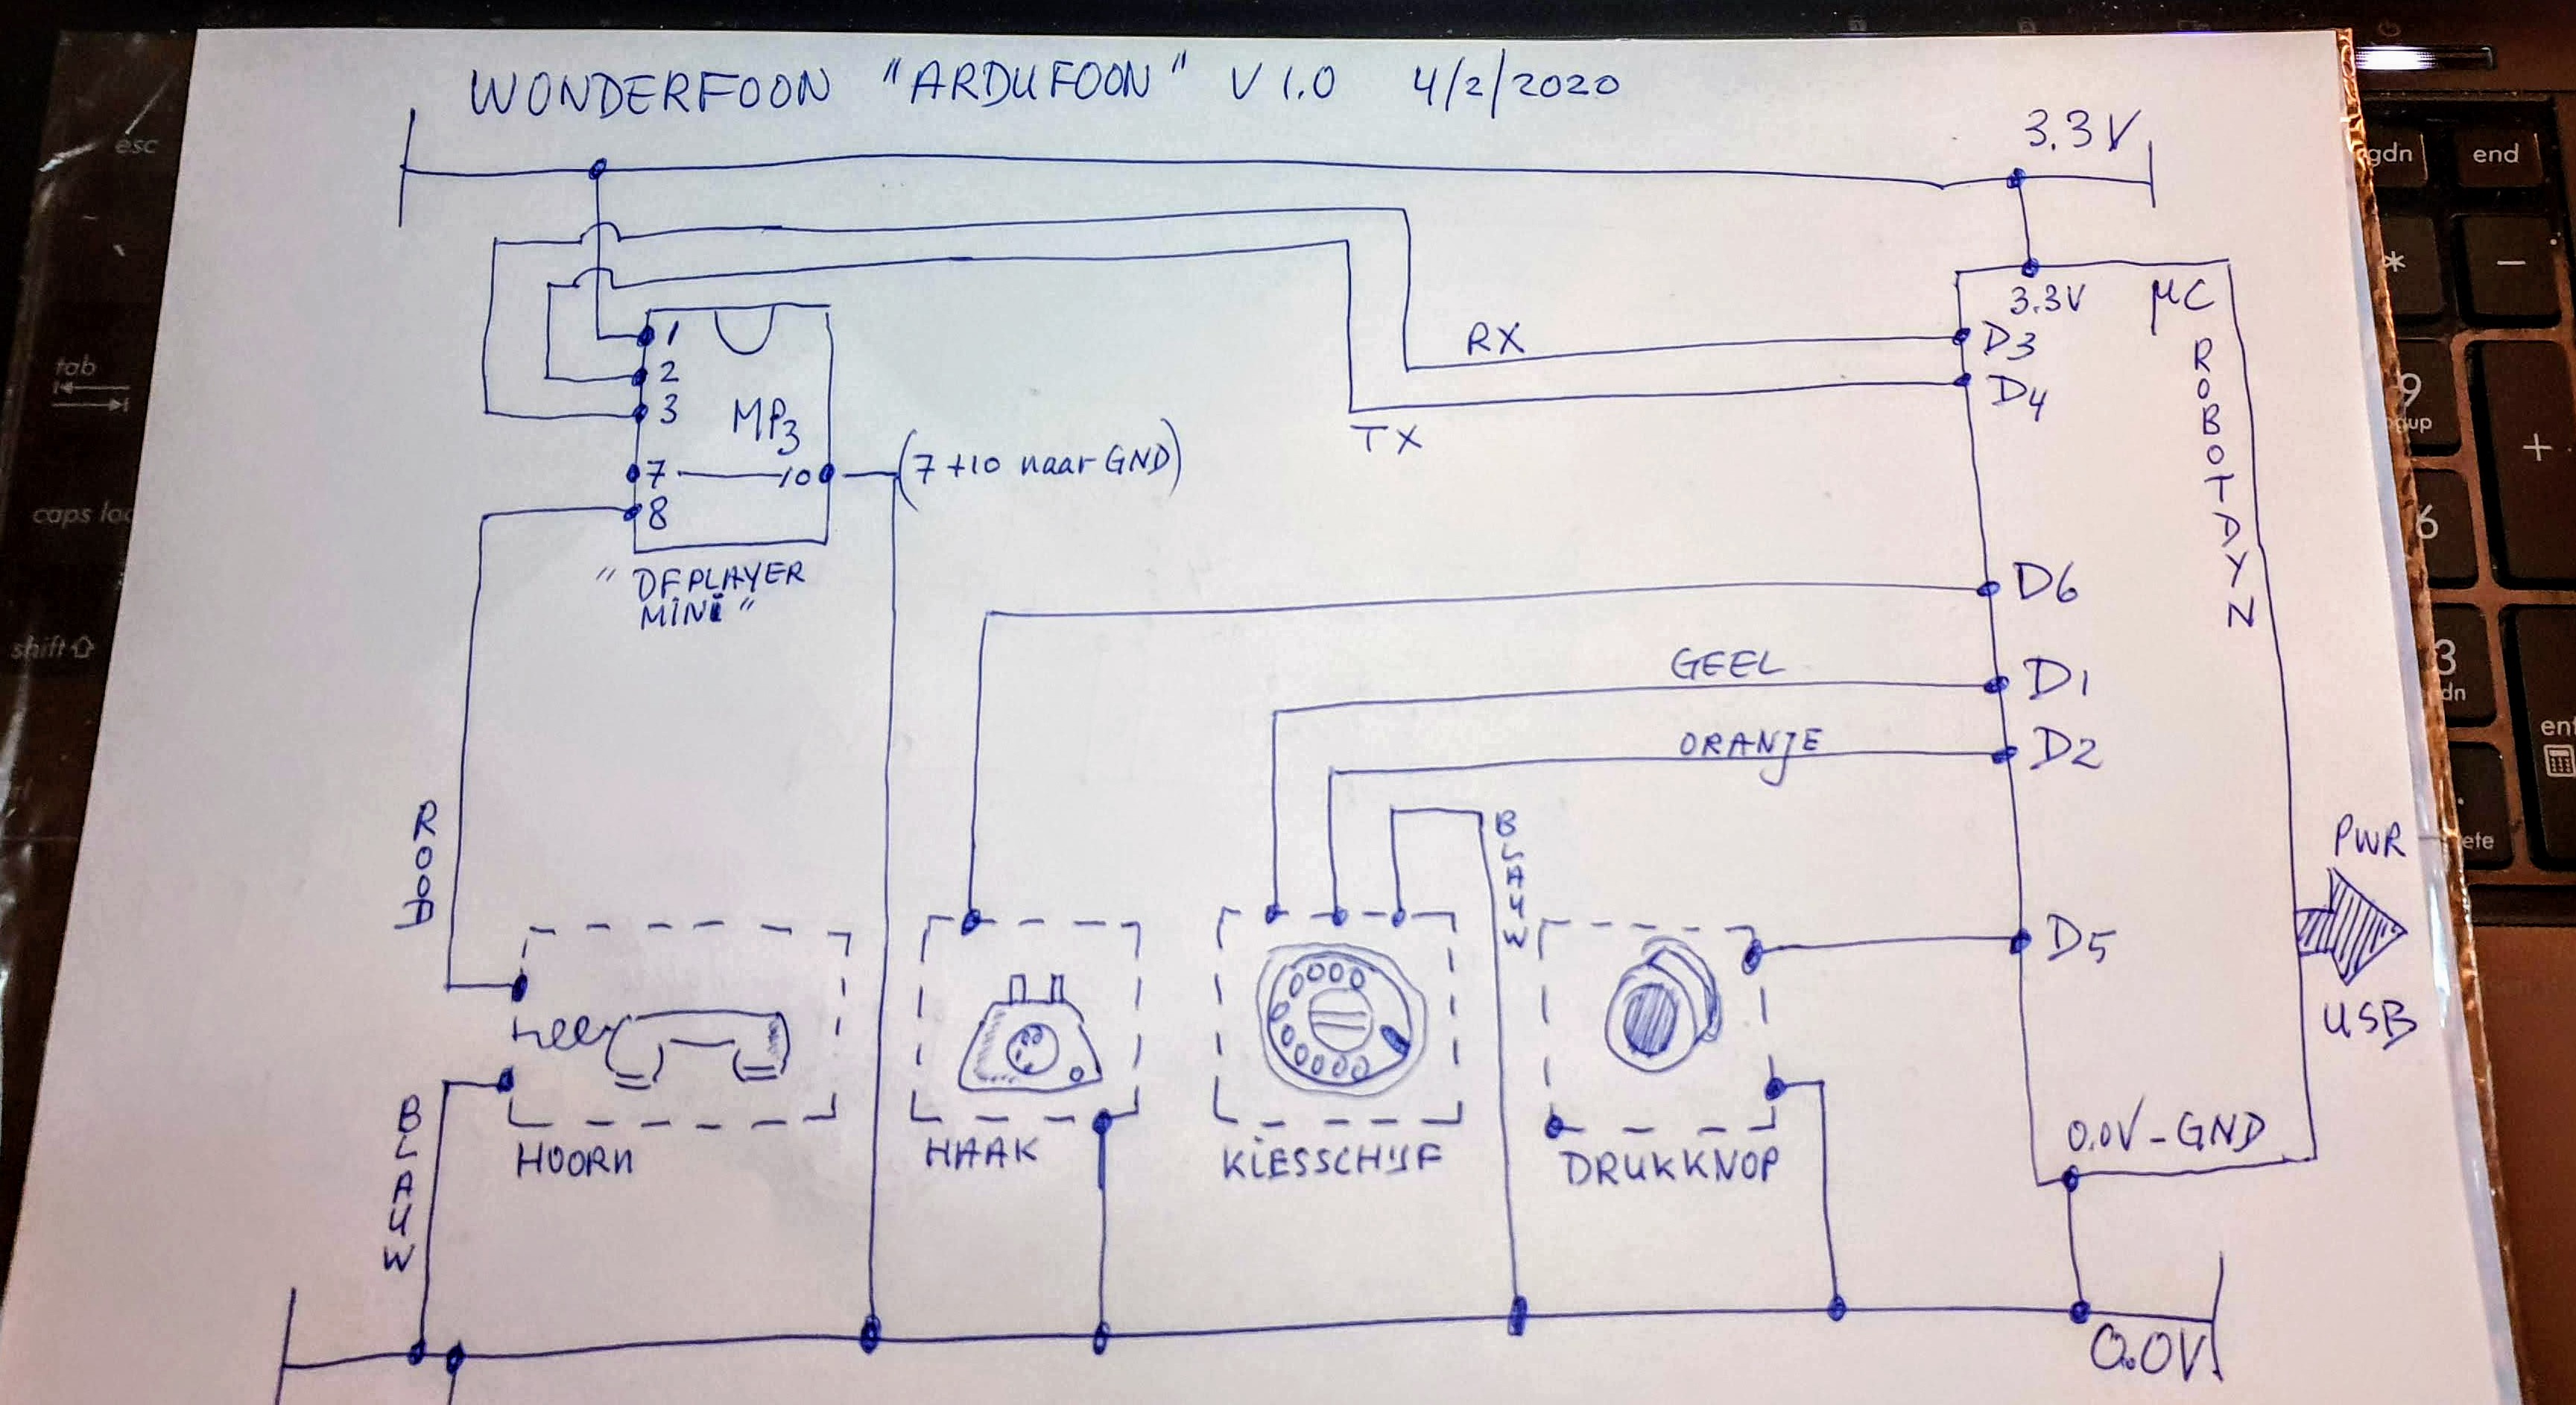 WONDERFOON "ARDUFOON" V 1.0 4/2/2020
3.3V
3.3V
µC
ROBOTDYN
RX
D3
D4
TX
1
2
3
MP3
7 10
(7 +10 naar GND)
8
"DFPLAYER
MINI"
D6
GEEL
D1
ORANJE
D2
ROOD
BLAUW
D5
PWR
USB
HOORN
HAAK
KIESSCHIJF
DRUKKNOP
0.0V-GND
BLAUW
0.0V
esc
tab
caps loc
shift
gdn
end
*
-
9
gup
+
6
3
dn
ent
ete